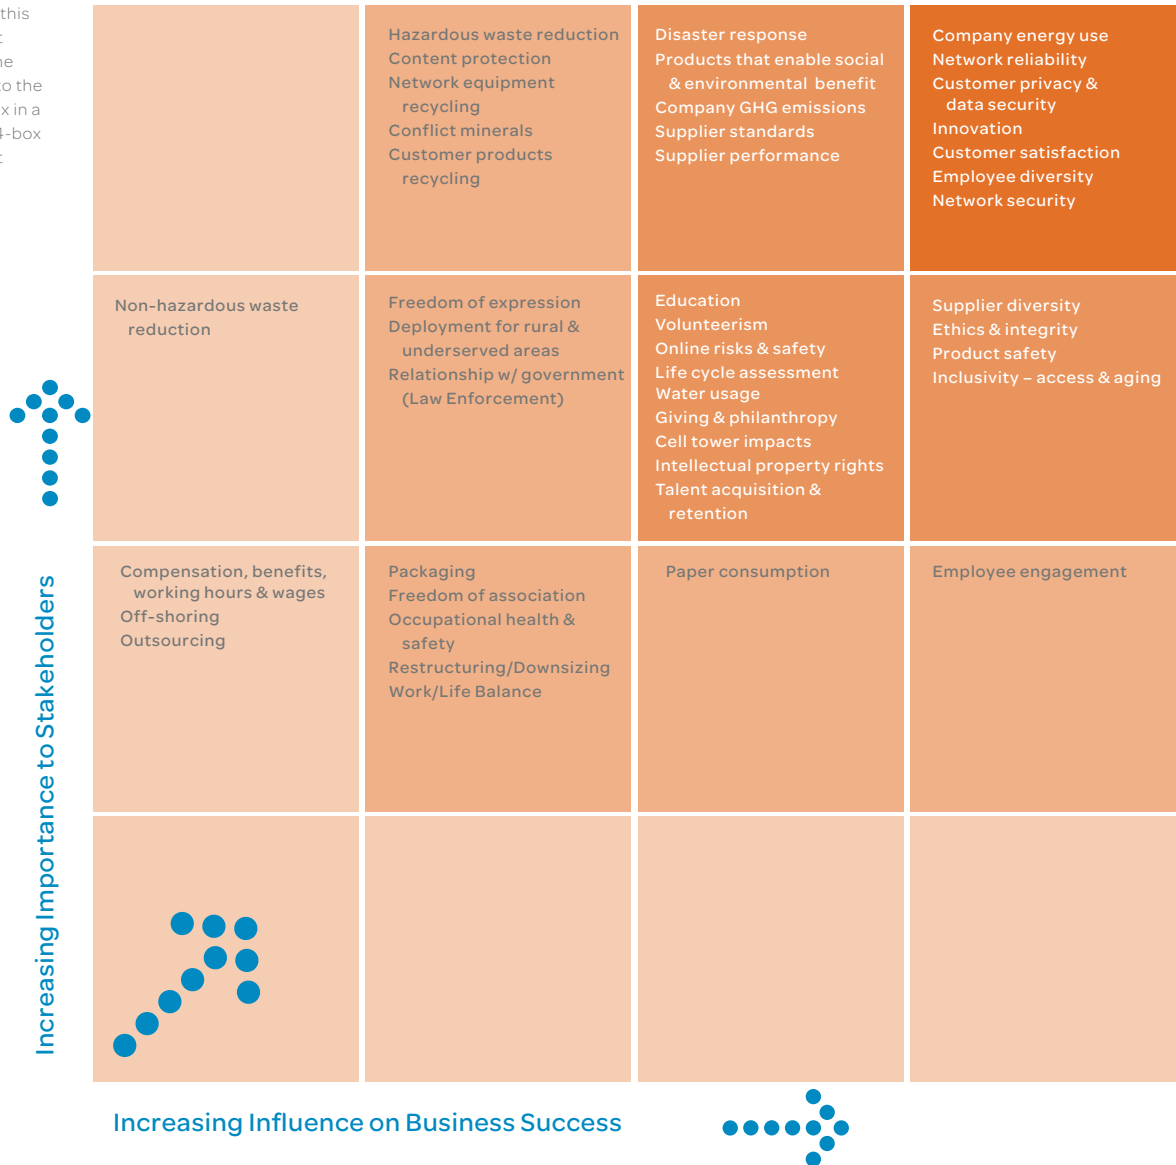 this
to the
x in a
4-box
Hazardous waste reduction
Content protection
Network equipment
recycling
Conflict minerals
Customer products
recycling
Disaster response
Products that enable social
& environmental benefit
Company GHG emissions
Supplier standards
Supplier performance
Company energy use
Network reliability
Customer privacy &
data security
Innovation
Customer satisfaction
Employee diversity
Network security
Non-hazardous waste
reduction
Freedom of expression
Deployment for rural &
underserved areas
Relationship w/ government
(Law Enforcement)
Education
Volunteerism
Online risks & safety
Life cycle assessment
Water usage
Giving & philanthropy
Cell tower impacts
Intellectual property rights
Talent acquisition &
retention
Supplier diversity
Ethics & integrity
Product safety
Inclusivity – access & aging
Compensation, benefits,
working hours & wages
Off-shoring
Outsourcing
Packaging
Freedom of association
Occupational health &
safety
Restructuring/Downsizing
Work/Life Balance
Paper consumption
Employee engagement
Increasing Importance to Stakeholders
Increasing Influence on Business Success